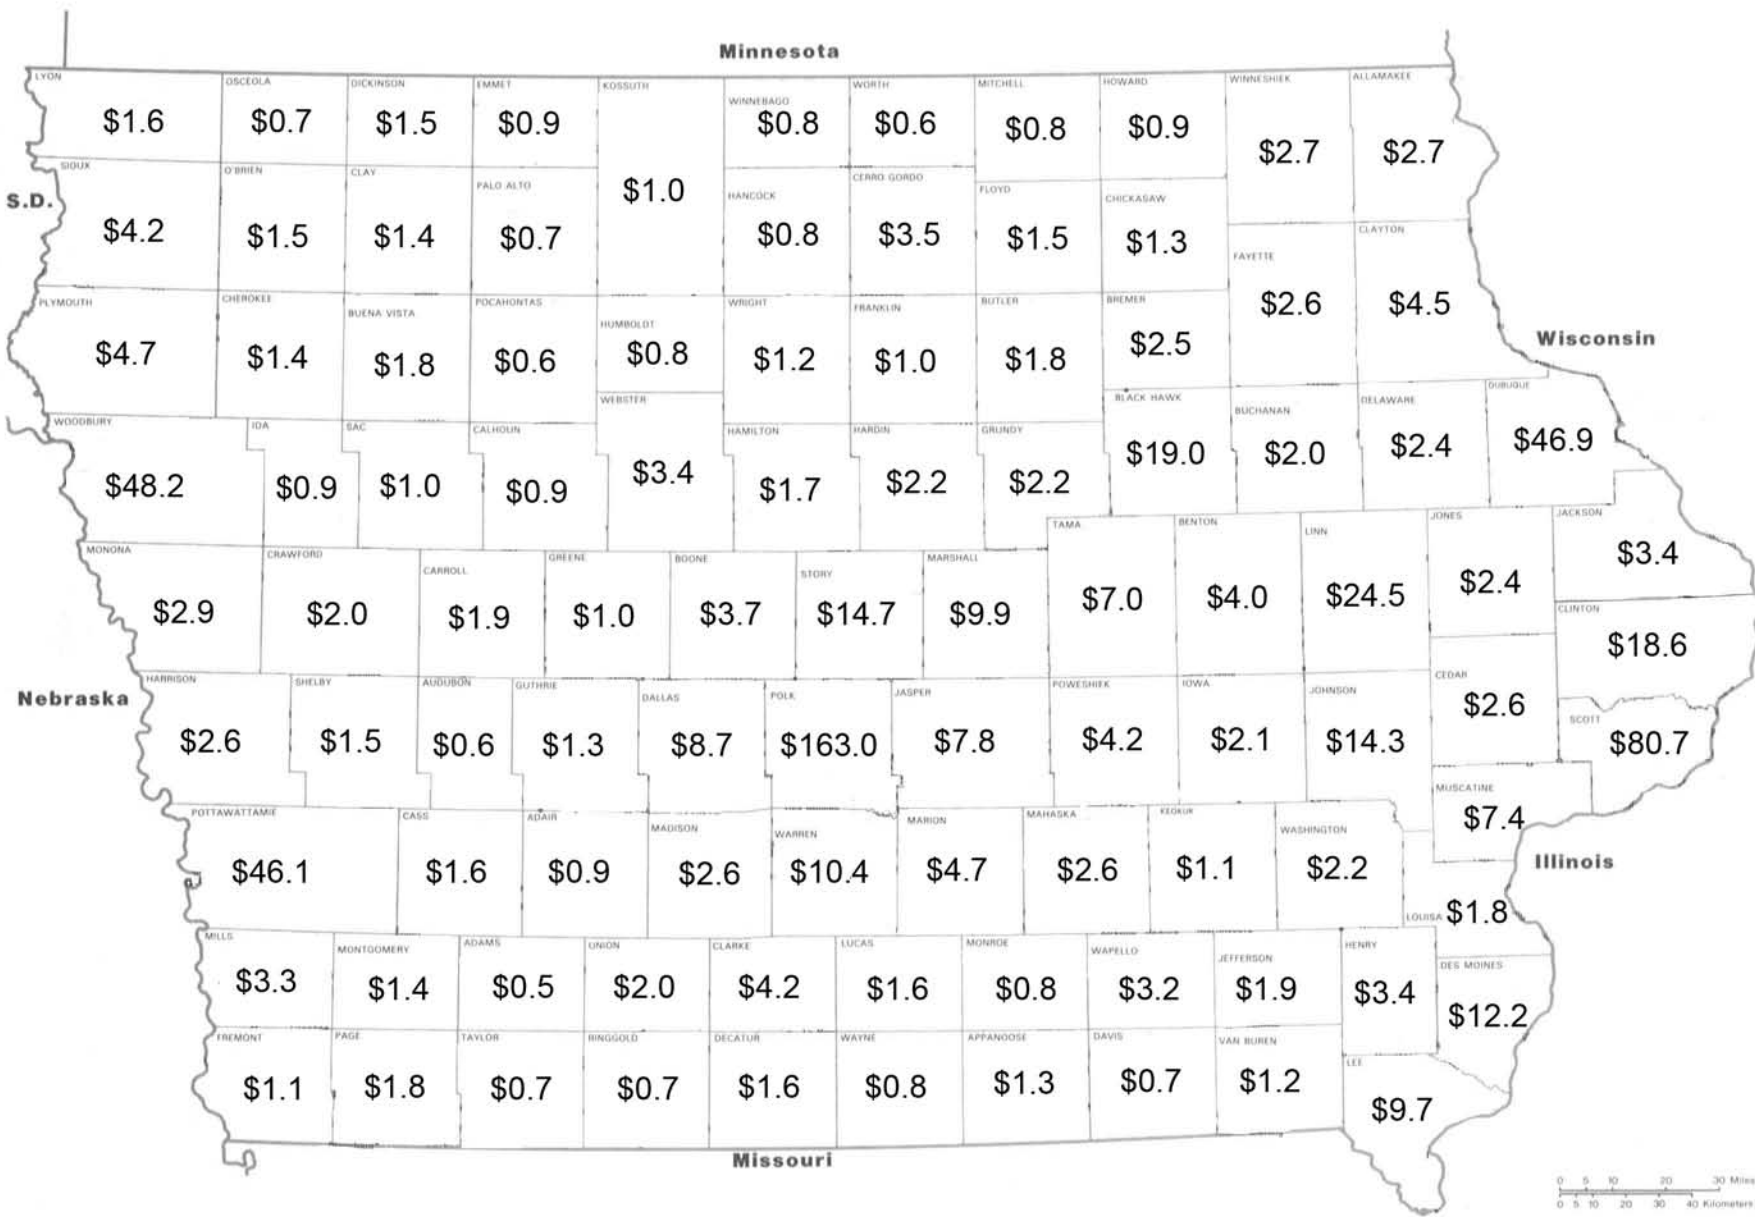 Minnesota
LYON
OSCEOLA
DICKINSON
EMMET
KOSSUTH
WINNEBAGO
WORTH
MITCHELL
HOWARD
WINNESHIEK
ALLAMAKEE
$1.6
$0.7
$1.5
$0.9
$1.0
$0.8
$0.6
$0.8
$0.9
$2.7
$2.7
S.D.
SIOUX
O'BRIEN
CLAY
PALO ALTO
HANCOCK
CERRO GORDO
FLOYD
CHICKASAW
FAYETTE
CLAYTON
$4.2
$1.5
$1.4
$0.7
$0.8
$3.5
$1.5
$1.3
$2.6
$4.5
PLYMOUTH
CHEROKEE
BUENA VISTA
POCAHONTAS
HUMBOLDT
WRIGHT
FRANKLIN
BUTLER
BREMER
Wisconsin
$4.7
$1.4
$1.8
$0.6
$0.8
$1.2
$1.0
$1.8
$2.5
WOODBURY
IDA
SAC
CALHOUN
WEBSTER
HAMILTON
HARDIN
GRUNDY
BLACK HAWK
BUCHANAN
DELAWARE
DUBUQUE
$48.2
$0.9
$1.0
$0.9
$3.4
$1.7
$2.2
$2.2
$19.0
$2.0
$2.4
$46.9
MONONA
CRAWFORD
CARROLL
GREENE
BOONE
STORY
MARSHALL
TAMA
BENTON
LINN
JONES
JACKSON
$2.9
$2.0
$1.9
$1.0
$3.7
$14.7
$9.9
$7.0
$4.0
$24.5
$2.4
$3.4
CLINTON
$18.6
Nebraska
HARRISON
SHELBY
AUDUBON
GUTHRIE
DALLAS
POLK
JASPER
POWESHIEK
IOWA
JOHNSON
CEDAR
SCOTT
$2.6
$1.5
$0.6
$1.3
$8.7
$163.0
$7.8
$4.2
$2.1
$14.3
$2.6
$80.7
MUSCATINE
$7.4
POTTAWATTAMIE
CASS
ADAIR
MADISON
WARREN
MARION
MAHASKA
KEOKUK
WASHINGTON
Illinois
$46.1
$1.6
$0.9
$2.6
$10.4
$4.7
$2.6
$1.1
$2.2
LOUISA $1.8
MILLS
MONTGOMERY
ADAMS
UNION
CLARKE
LUCAS
MONROE
WAPELLO
JEFFERSON
HENRY
DES MOINES
$3.3
$1.4
$0.5
$2.0
$4.2
$1.6
$0.8
$3.2
$1.9
$3.4
$12.2
FREMONT
PAGE
TAYLOR
RINGGOLD
DECATUR
WAYNE
APPANOOSE
DAVIS
VAN BUREN
LEE
$1.1
$1.8
$0.7
$0.7
$1.6
$0.8
$1.3
$0.7
$1.2
$9.7
Missouri
0 5 10 20 30 Miles
0 5 10 20 30 40 Kilometers